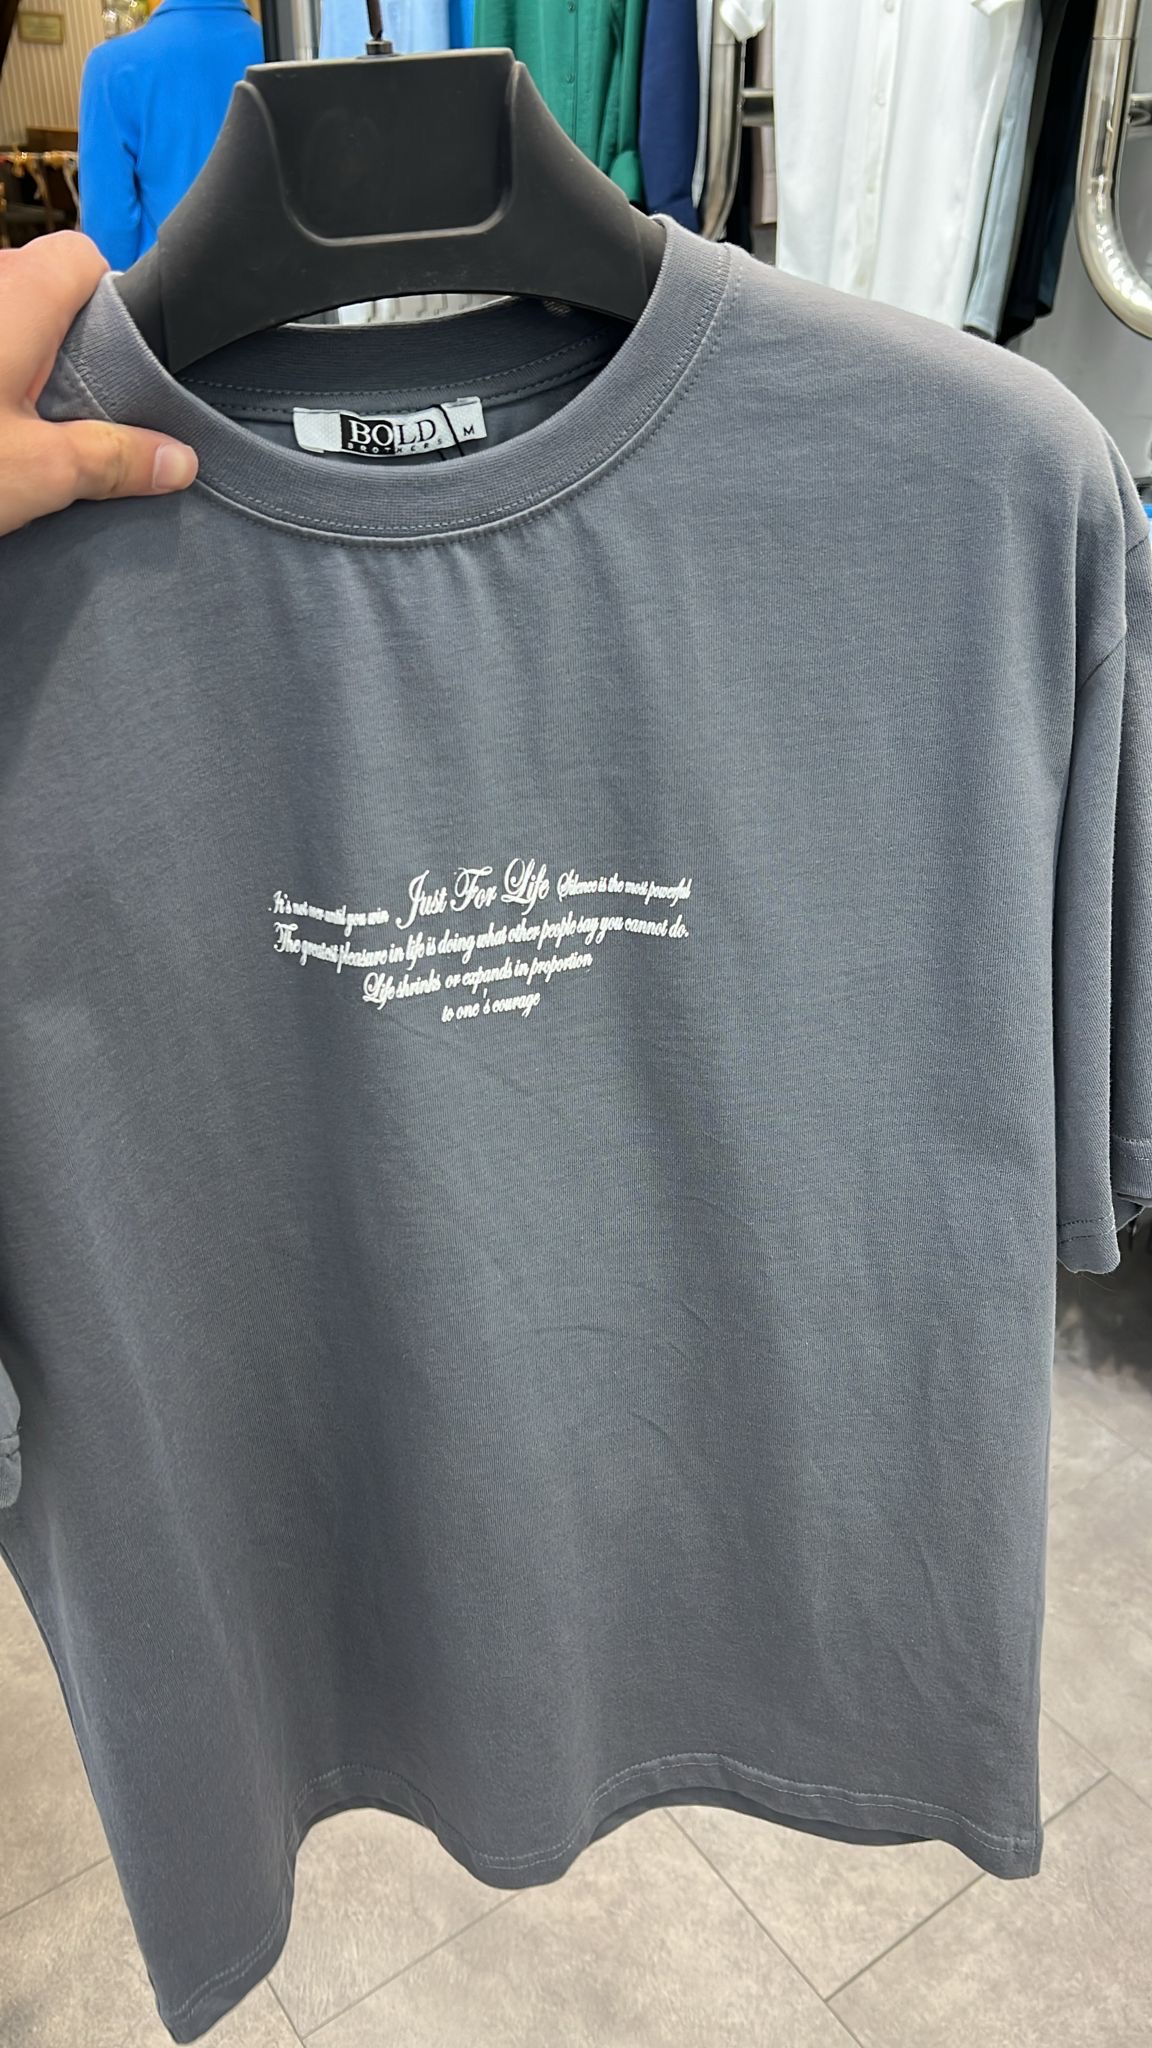 BOLD M
BROTHERS
It's not over until you win Just For Life Silence is the most powerful
The greatest pleasure in life is doing what other people say you cannot do.
Life shrinks or expands in proportion
to one's courage